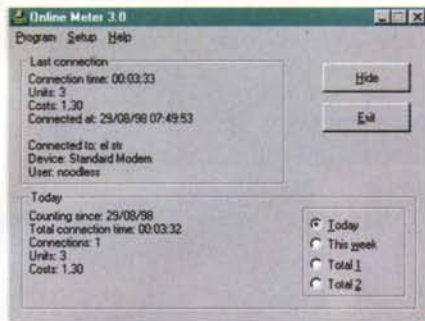 Online Meter 3.0
Program Setup Help
Last connection
Connection time: 00:03:33
Units: 3
Costs: 1,30
Connected at: 29/08/98 07:49:53
Connected to: el str
Device: Standard Modem
User: noodless
Hide
Exit
Today
Counting since: 29/08/98
Total connection time: 00:03:32
Connections: 1
Units: 3
Costs: 1,30
Today
This week
Total 1
Total 2